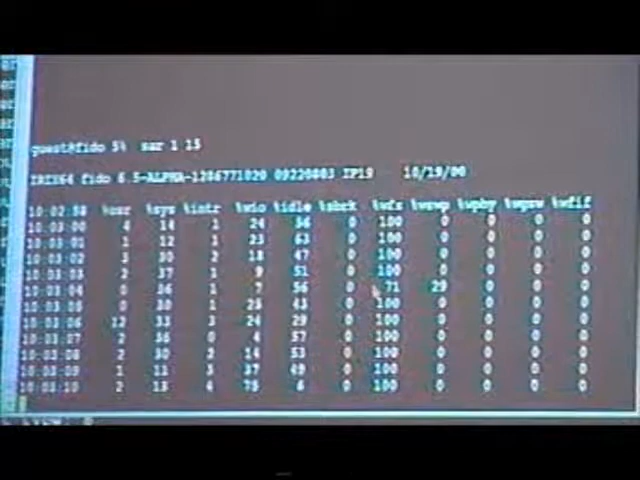 guest@fido 5% sar 1 15
IRIX64 fido 6.5-ALPHA-1286771020 09220803 IP19 10/19/00
10:02:58 %usr %sys %intr %wio %idle %sbrk %wfs %wswp %wphy %wgsw %wfif
10:03:00 4 14 1 24 56 0 100 0 0 0 0
10:03:01 1 12 1 23 63 0 100 0 0 0 0
10:03:02 3 30 2 18 47 0 100 0 0 0 0
10:03:03 2 37 1 9 51 0 100 0 0 0 0
10:03:04 0 36 1 7 56 0 71 29 0 0 0
10:03:05 0 30 1 25 43 0 100 0 0 0 0
10:03:06 12 33 3 24 29 0 100 0 0 0 0
10:03:07 2 36 0 4 57 0 100 0 0 0 0
10:03:08 2 30 2 14 53 0 100 0 0 0 0
10:03:09 1 11 3 37 49 0 100 0 0 0 0
10:03:10 2 13 4 75 6 0 100 0 0 0 0